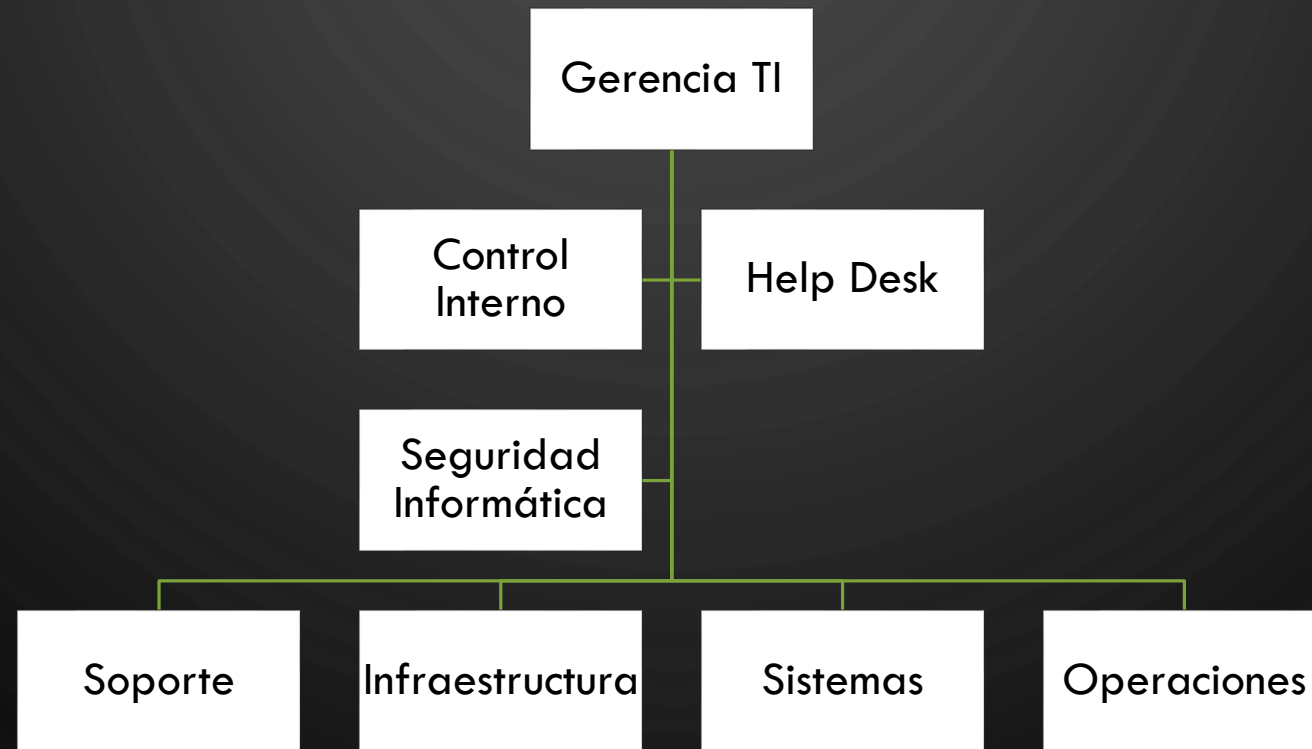 Gerencia TI
Control
Interno
Help Desk
Seguridad
Informática
Soporte
Infraestructura
Sistemas
Operaciones